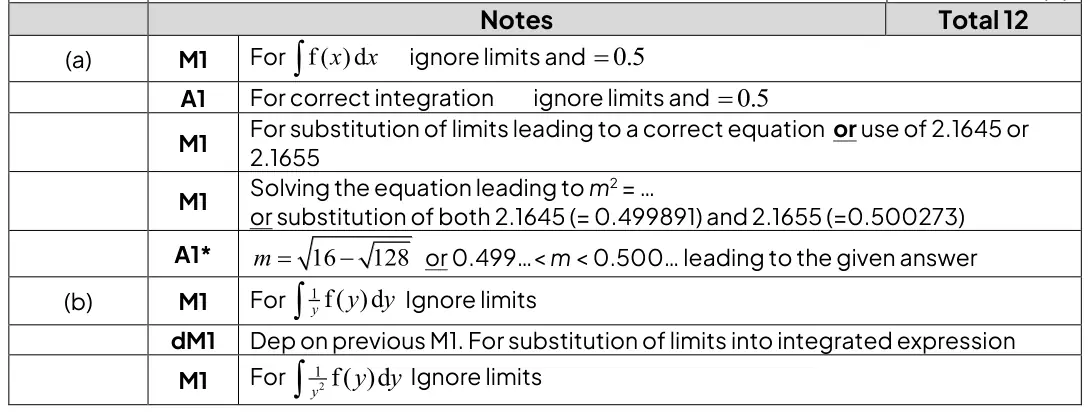 Notes Total 12
(a) M1 For ∫f(x)dx ignore limits and = 0.5
A1 For correct integration ignore limits and = 0.5
M1 For substitution of limits leading to a correct equation or use of 2.1645 or
2.1655
M1 Solving the equation leading to m² = ...
or substitution of both 2.1645 (= 0.499891) and 2.1655 (=0.500273)
A1* m = √(16 − √128) or 0.499... < m < 0.500... leading to the given answer
(b) M1 For ∫ 1/y f(y)dy Ignore limits
dM1 Dep on previous M1. For substitution of limits into integrated expression
M1 For ∫ 1/y² f(y)dy Ignore limits